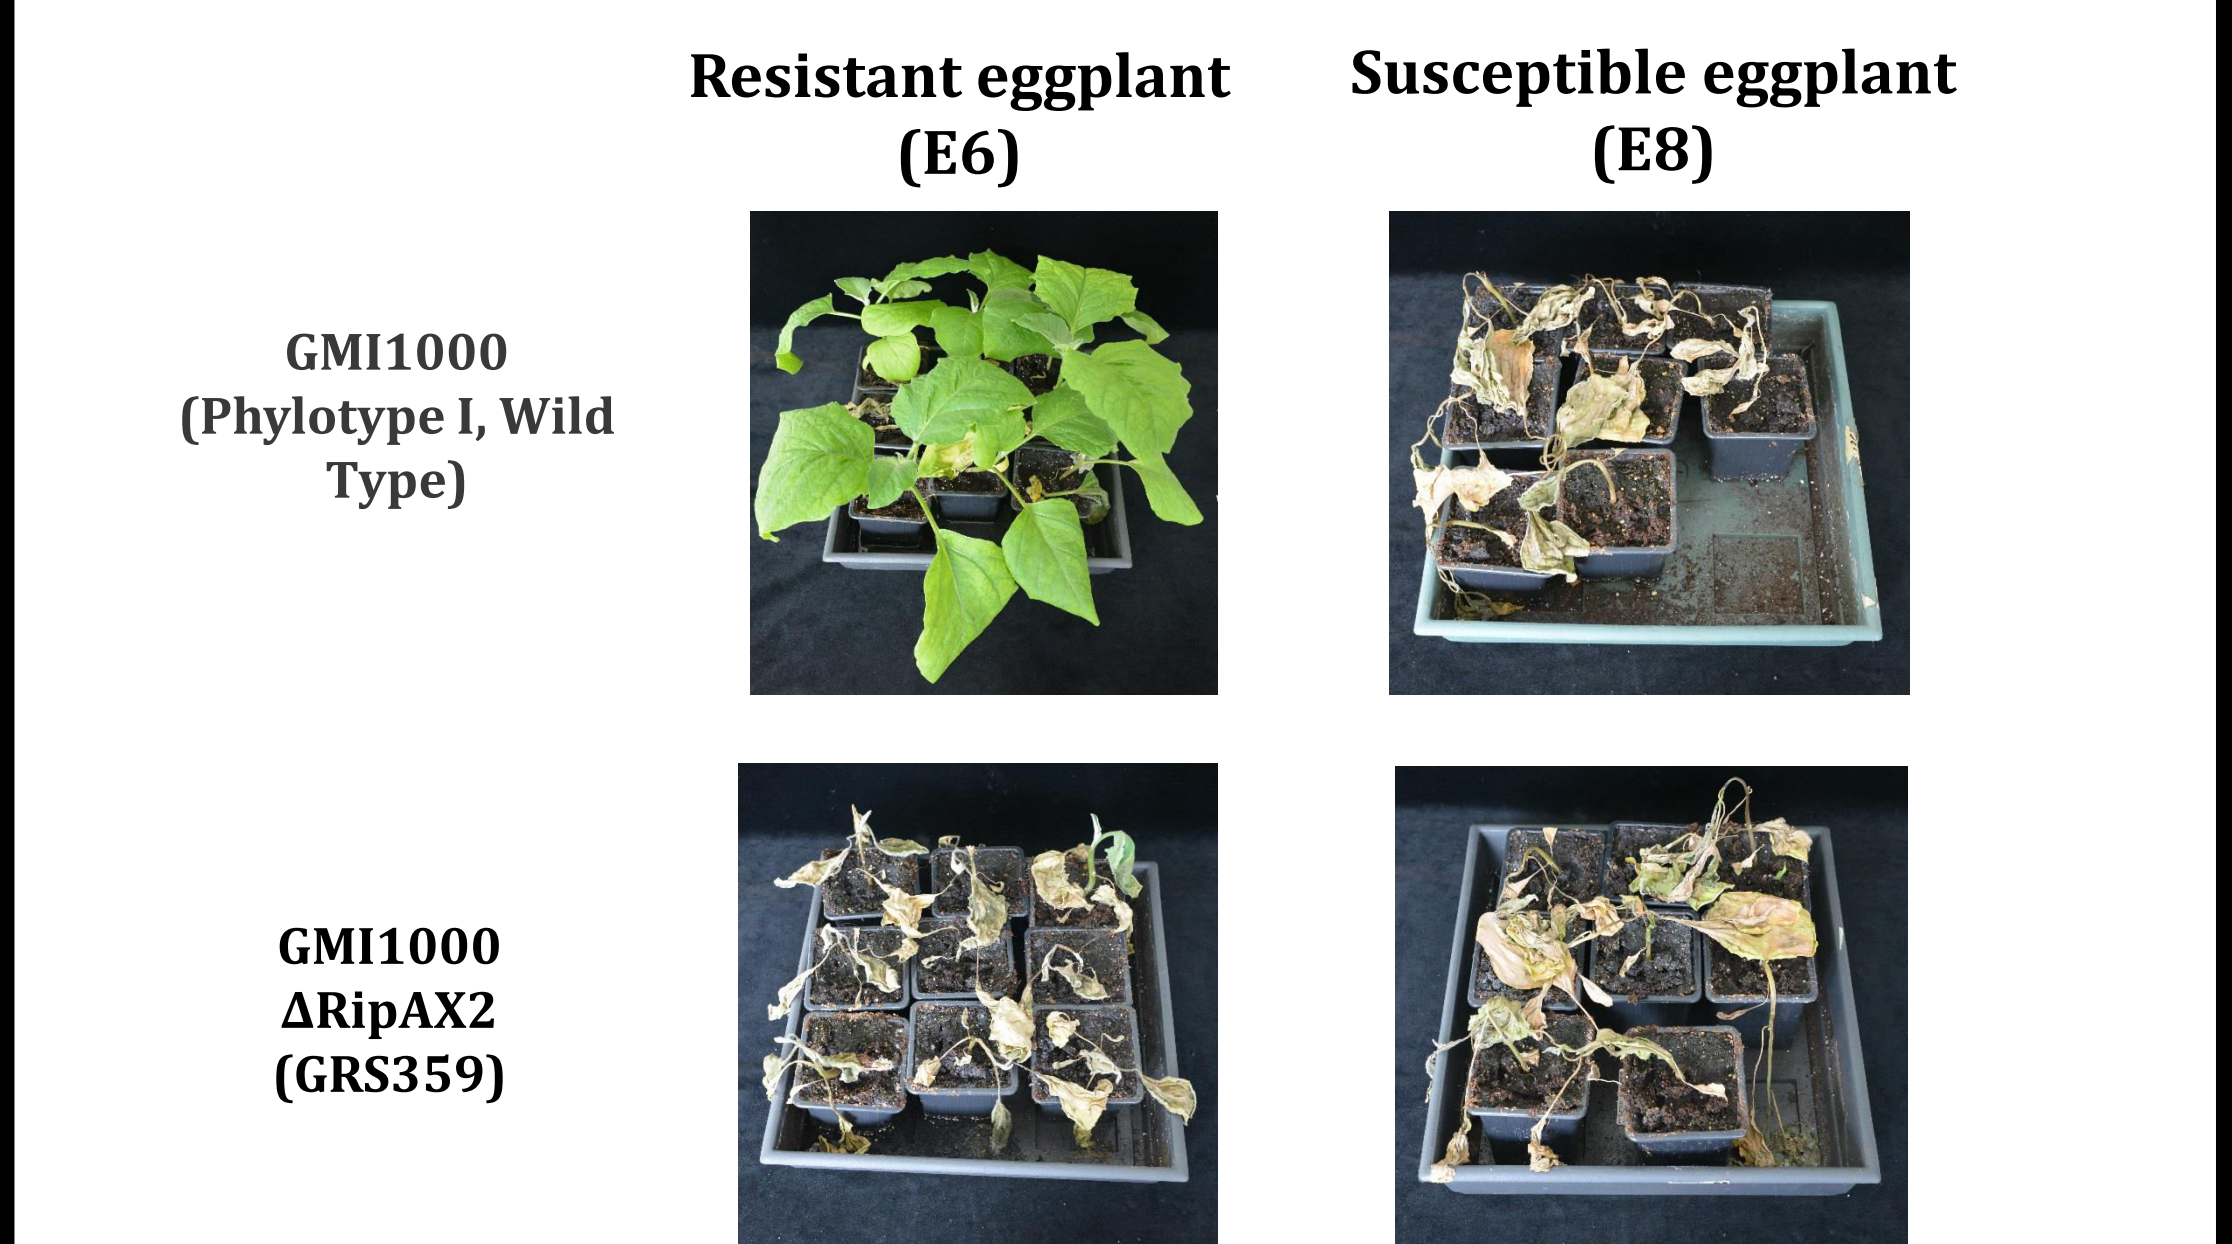 Resistant eggplant
(E6)
Susceptible eggplant
(E8)
GMI1000
(Phylotype I, Wild
Type)
GMI1000
ΔRipAX2
(GRS359)